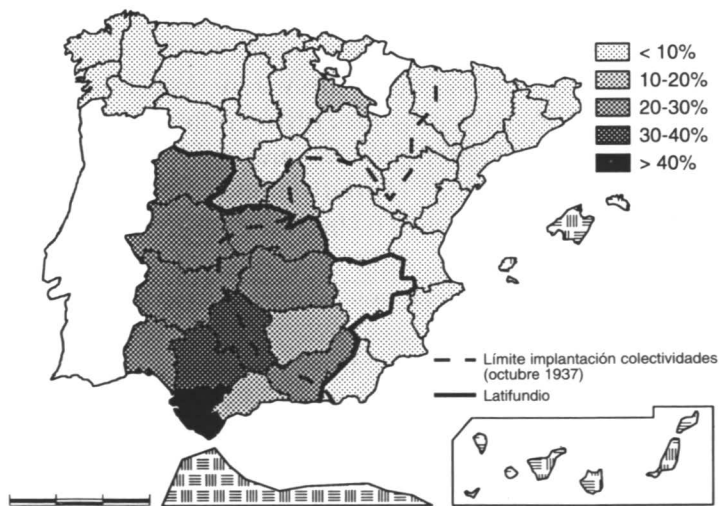 < 10%
10-20%
20-30%
30-40%
> 40%
Límite implantación colectividades
(octubre 1937)
Latifundio